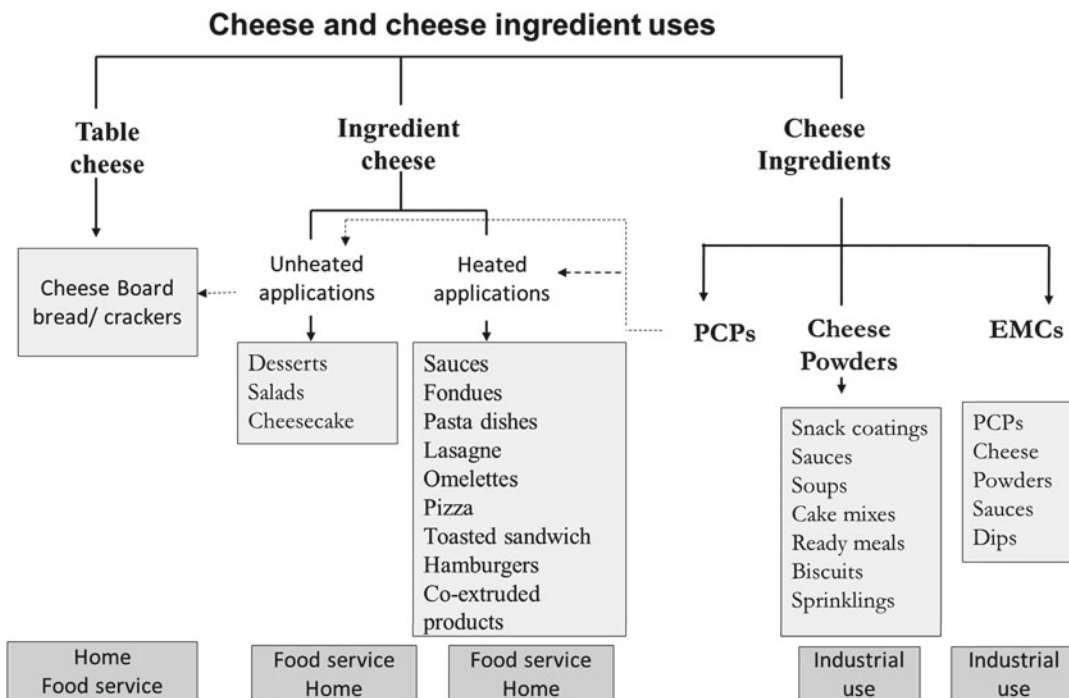 Cheese and cheese ingredient uses
Table
cheese
Ingredient
cheese
Cheese
Ingredients
Cheese Board
bread/ crackers
Unheated
applications
Heated
applications
PCPs
Cheese
Powders
EMCs
Desserts
Salads
Cheesecake
Sauces
Fondues
Pasta dishes
Lasagne
Omelettes
Pizza
Toasted sandwich
Hamburgers
Co-extruded
products
Snack coatings
Sauces
Soups
Cake mixes
Ready meals
Biscuits
Sprinklings
PCPs
Cheese
Powders
Sauces
Dips
Home
Food service
Food service
Home
Food service
Home
Industrial
use
Industrial
use